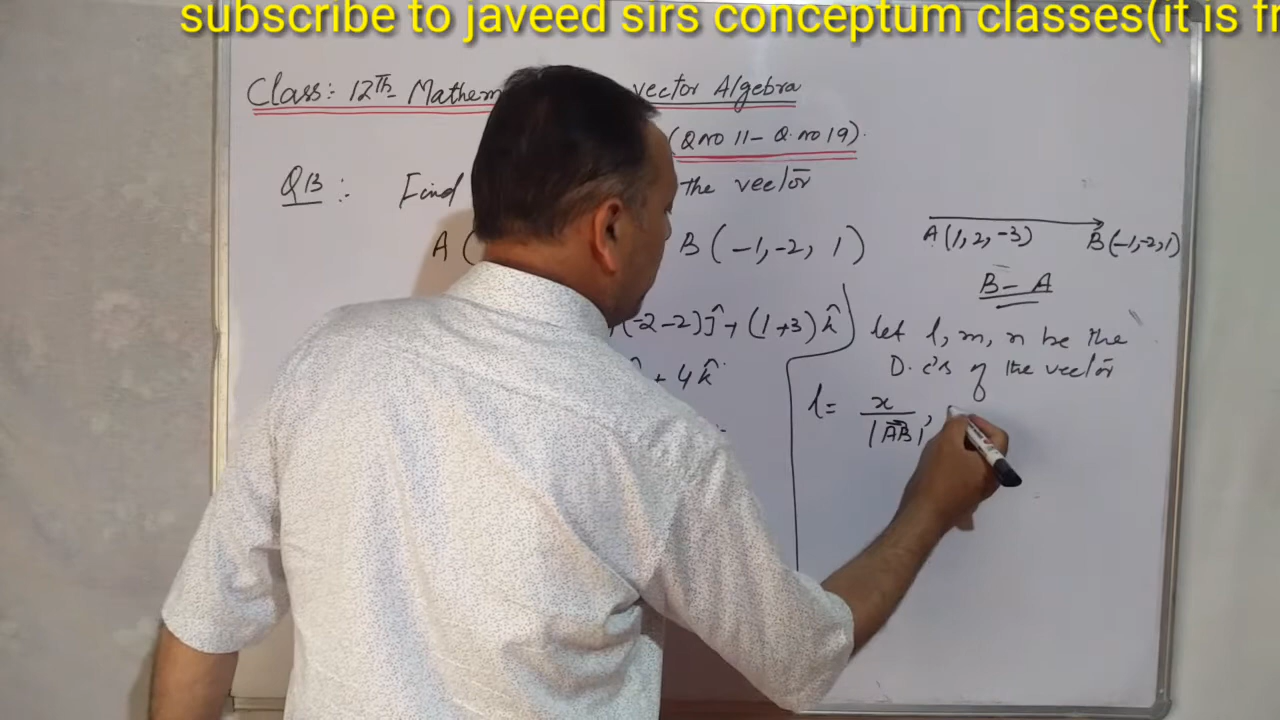 subscribe to javeed sirs conceptum classes(it is fr
Class:- 12th Mathem vector Algebra
(Q no 11 - Q. no 19).
Q13 :- Find the vector
A ( B (-1, -2, 1)
A (1, 2, -3) B (-1, -2, 1)
B - A
(-2-2)ĵ + (1+3)k̂
+ 4k̂
let l, m, n be the
D.c's of the vector
l = x / |AB|,